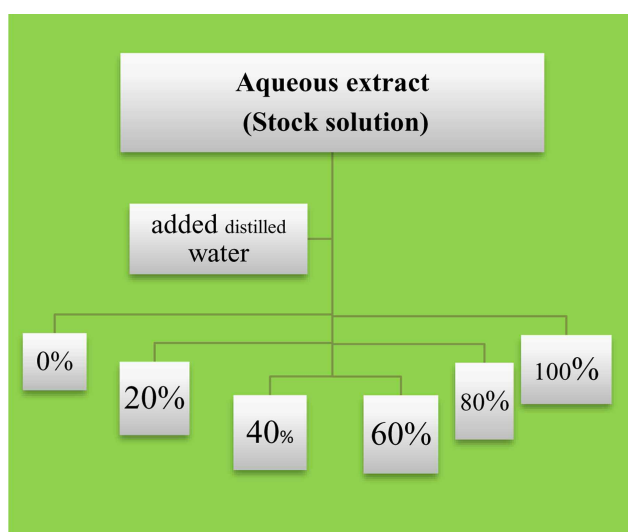 Aqueous extract
(Stock solution)
added distilled
water
0%
20%
40%
60%
80%
100%